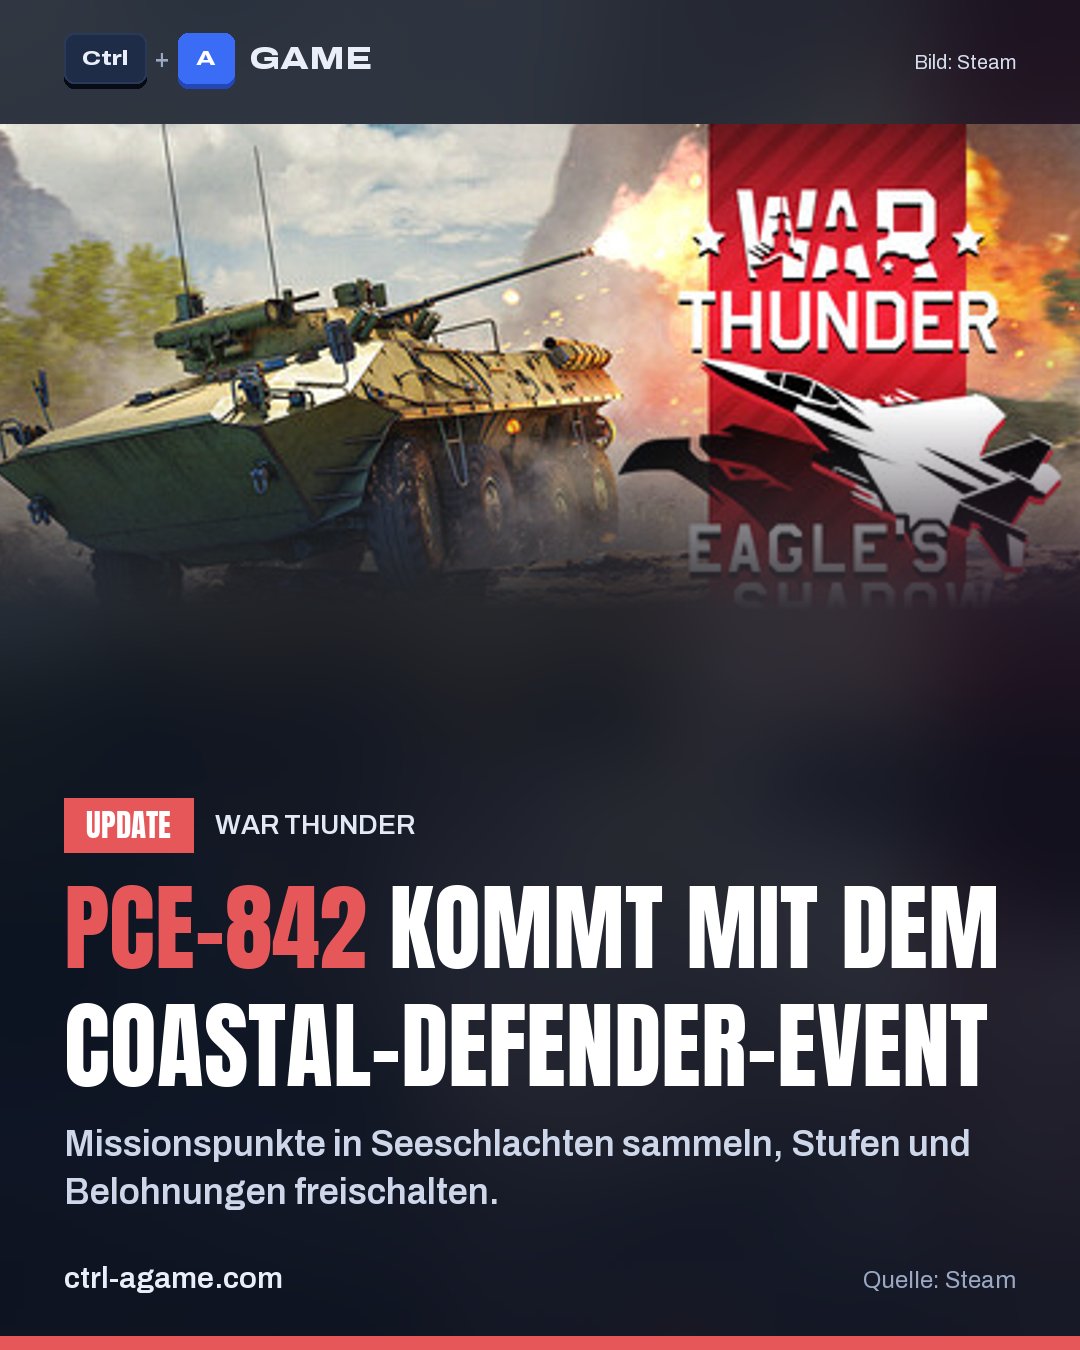 Ctrl + A GAME
Bild: Steam
WAR
THUNDER
EAGLE'S
SHADOW
UPDATE WAR THUNDER
PCE-842 KOMMT MIT DEM
COASTAL-DEFENDER-EVENT
Missionspunkte in Seeschlachten sammeln, Stufen und
Belohnungen freischalten.
ctrl-agame.com
Quelle: Steam